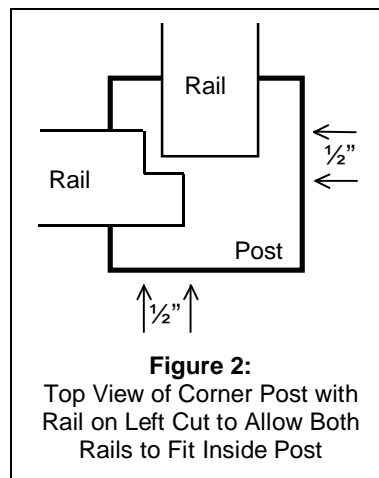 Rail
½”
Rail
Post
½”
Figure 2:
Top View of Corner Post with
Rail on Left Cut to Allow Both
Rails to Fit Inside Post